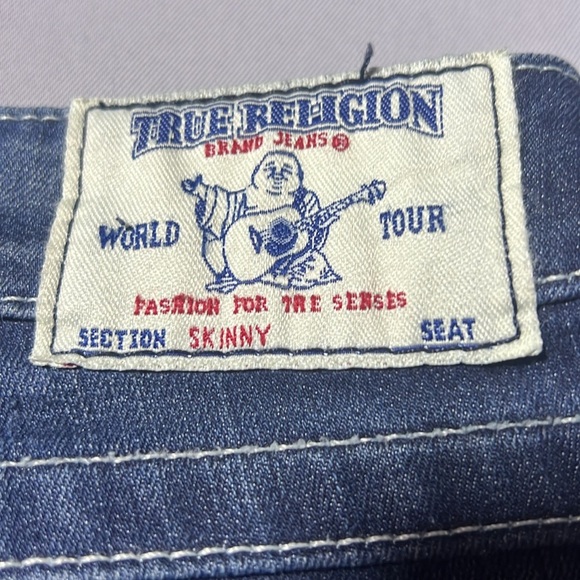 TRUE RELIGION
BRAND JEANS®
WORLD TOUR
FASHION FOR THE SENSES
SECTION SKINNY SEAT